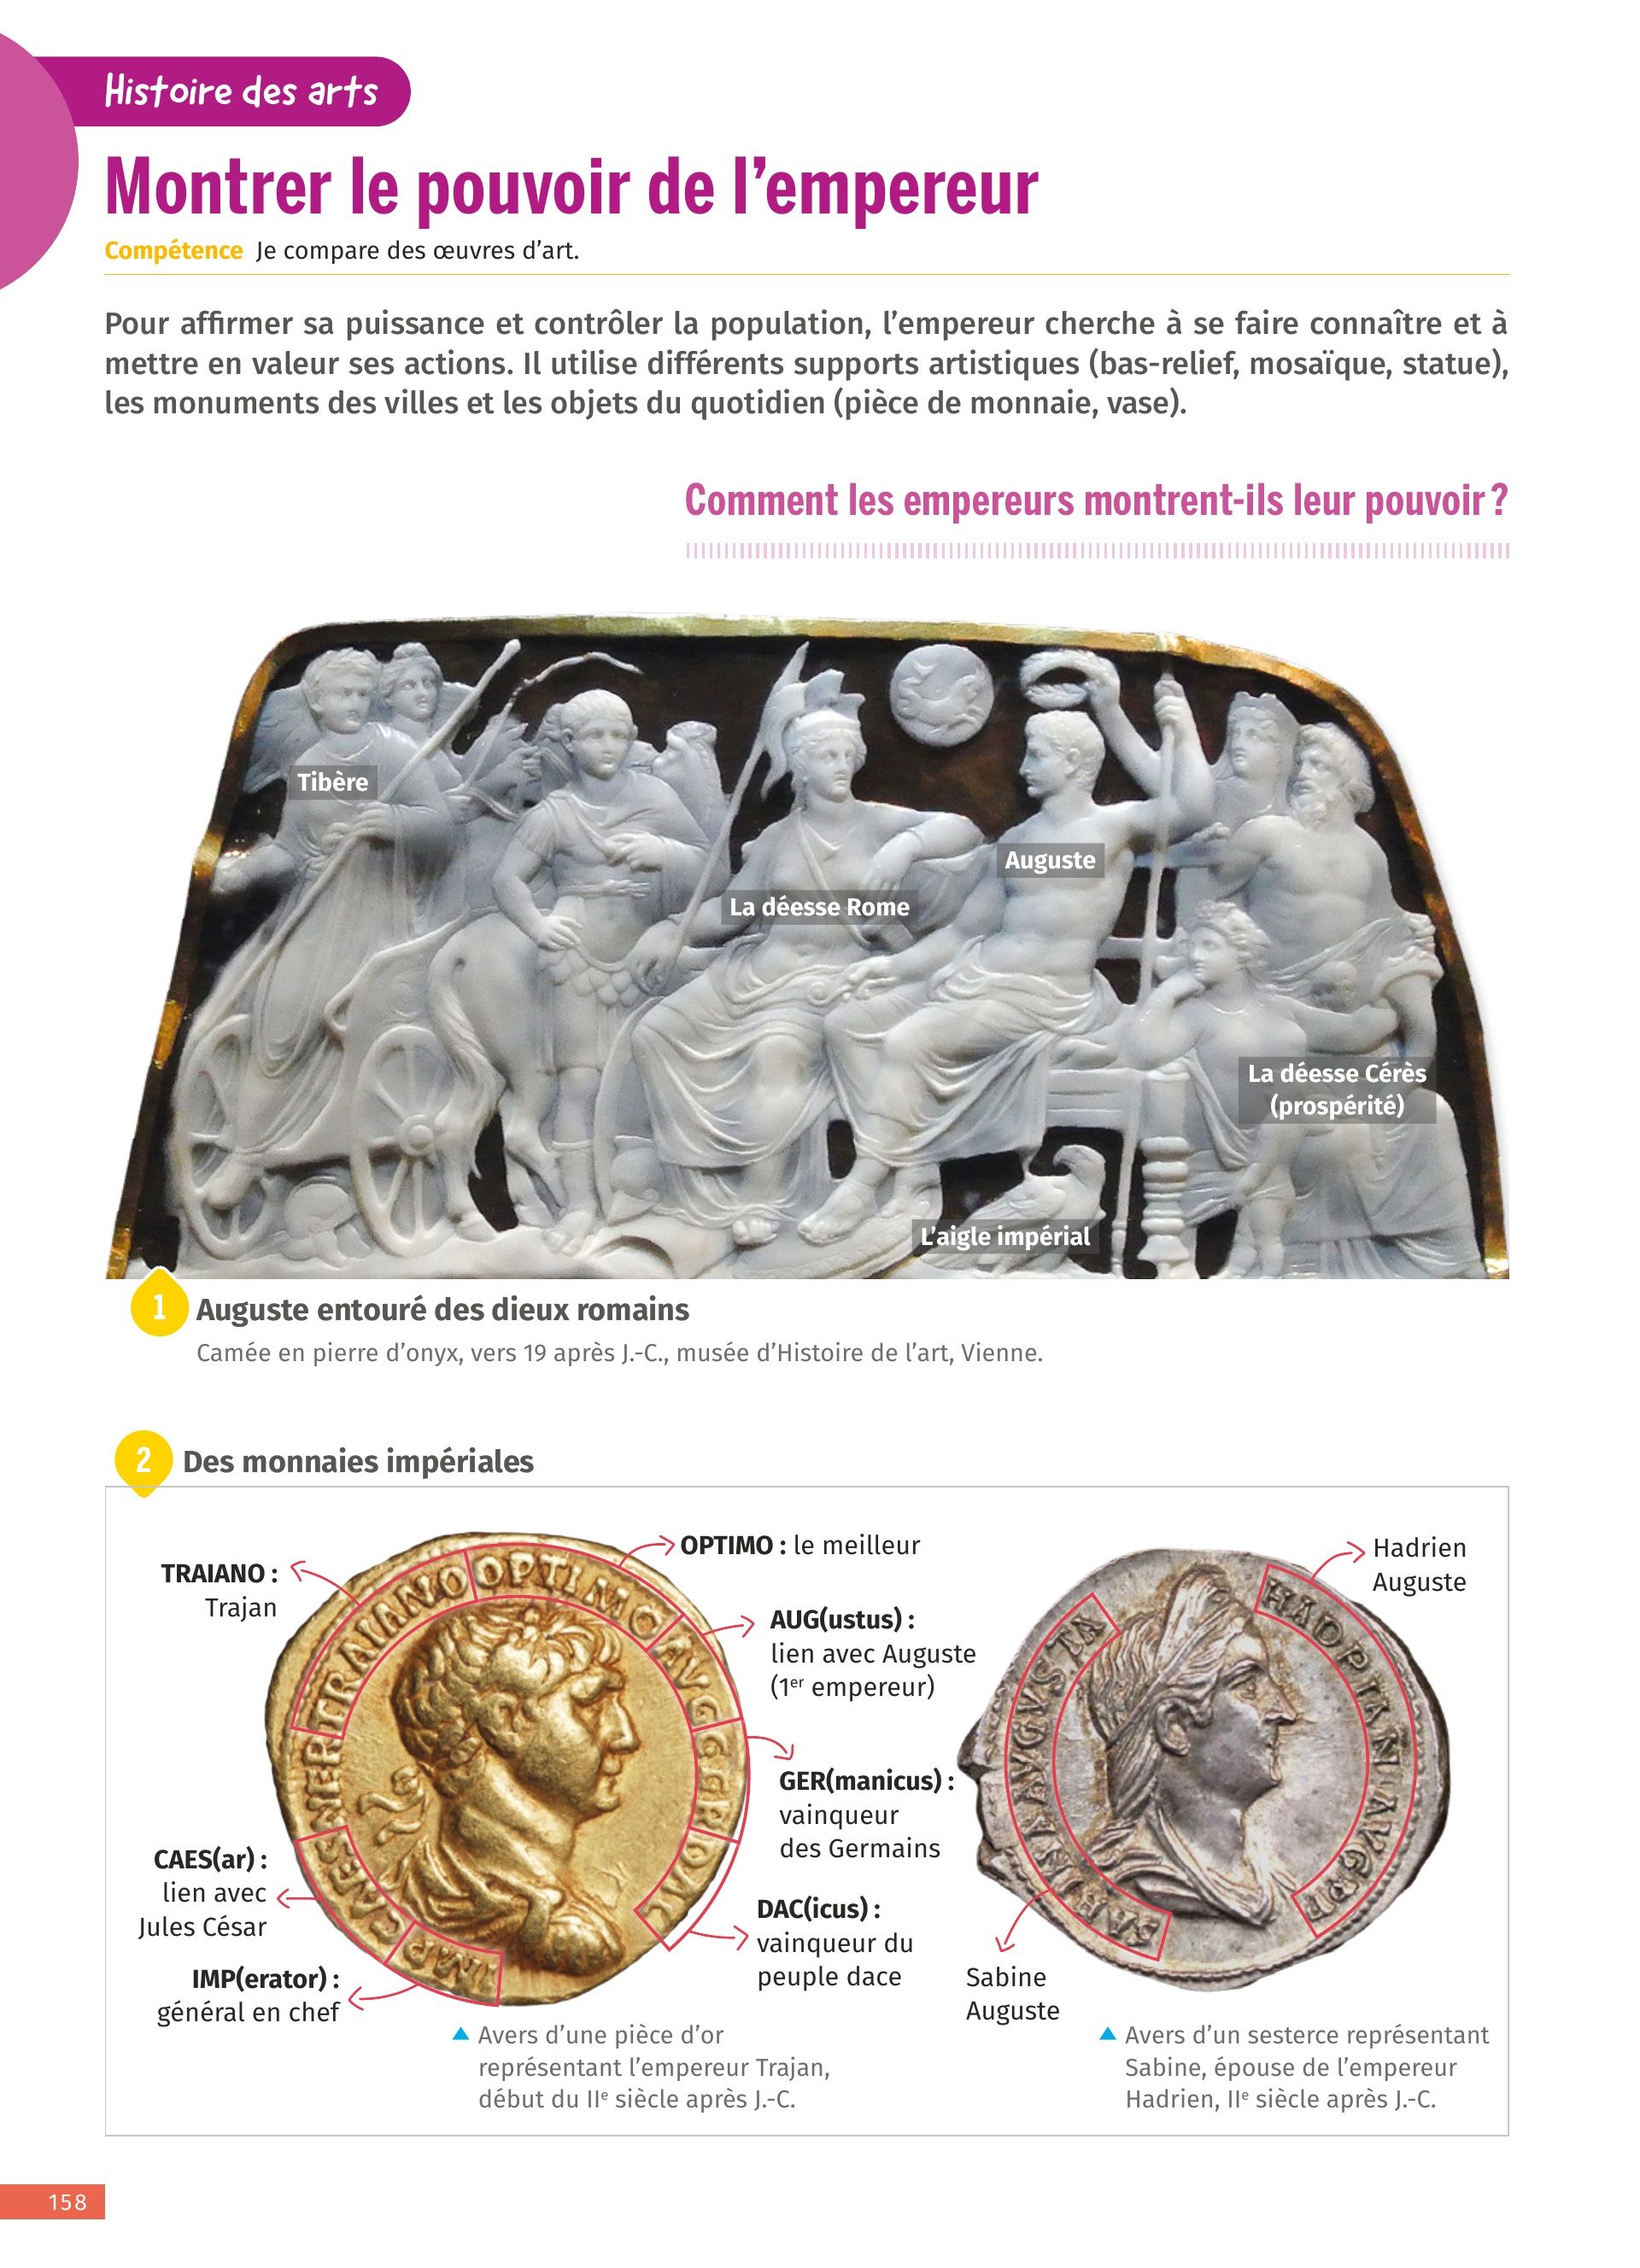 Histoire des arts
Montrer le pouvoir de l'empereur
Compétence Je compare des œuvres d'art.
Pour affirmer sa puissance et contrôler la population, l'empereur cherche à se faire connaître et à
mettre en valeur ses actions. Il utilise différents supports artistiques (bas-relief, mosaïque, statue),
les monuments des villes et les objets du quotidien (pièce de monnaie, vase).
Comment les empereurs montrent-ils leur pouvoir ?
Tibère
Auguste
La déesse Rome
La déesse Cérès
(prospérité)
L'aigle impérial
1 Auguste entouré des dieux romains
Camée en pierre d'onyx, vers 19 après J.-C., musée d'Histoire de l'art, Vienne.
2 Des monnaies impériales
TRAIANO :
Trajan
OPTIMO : le meilleur
AUG(ustus) :
lien avec Auguste
(1er empereur)
GER(manicus) :
vainqueur
des Germains
DAC(icus) :
vainqueur du
peuple dace
CAES(ar) :
lien avec
Jules César
IMP(erator) :
général en chef
IMP CAES NER TRAIANO OPTIMO AVG GER DAC
Avers d'une pièce d'or
représentant l'empereur Trajan,
début du IIe siècle après J.-C.
Hadrien
Auguste
Sabine
Auguste
SABINA AVGVSTA
HADRIANI AVG PP
Avers d'un sesterce représentant
Sabine, épouse de l'empereur
Hadrien, IIe siècle après J.-C.
158